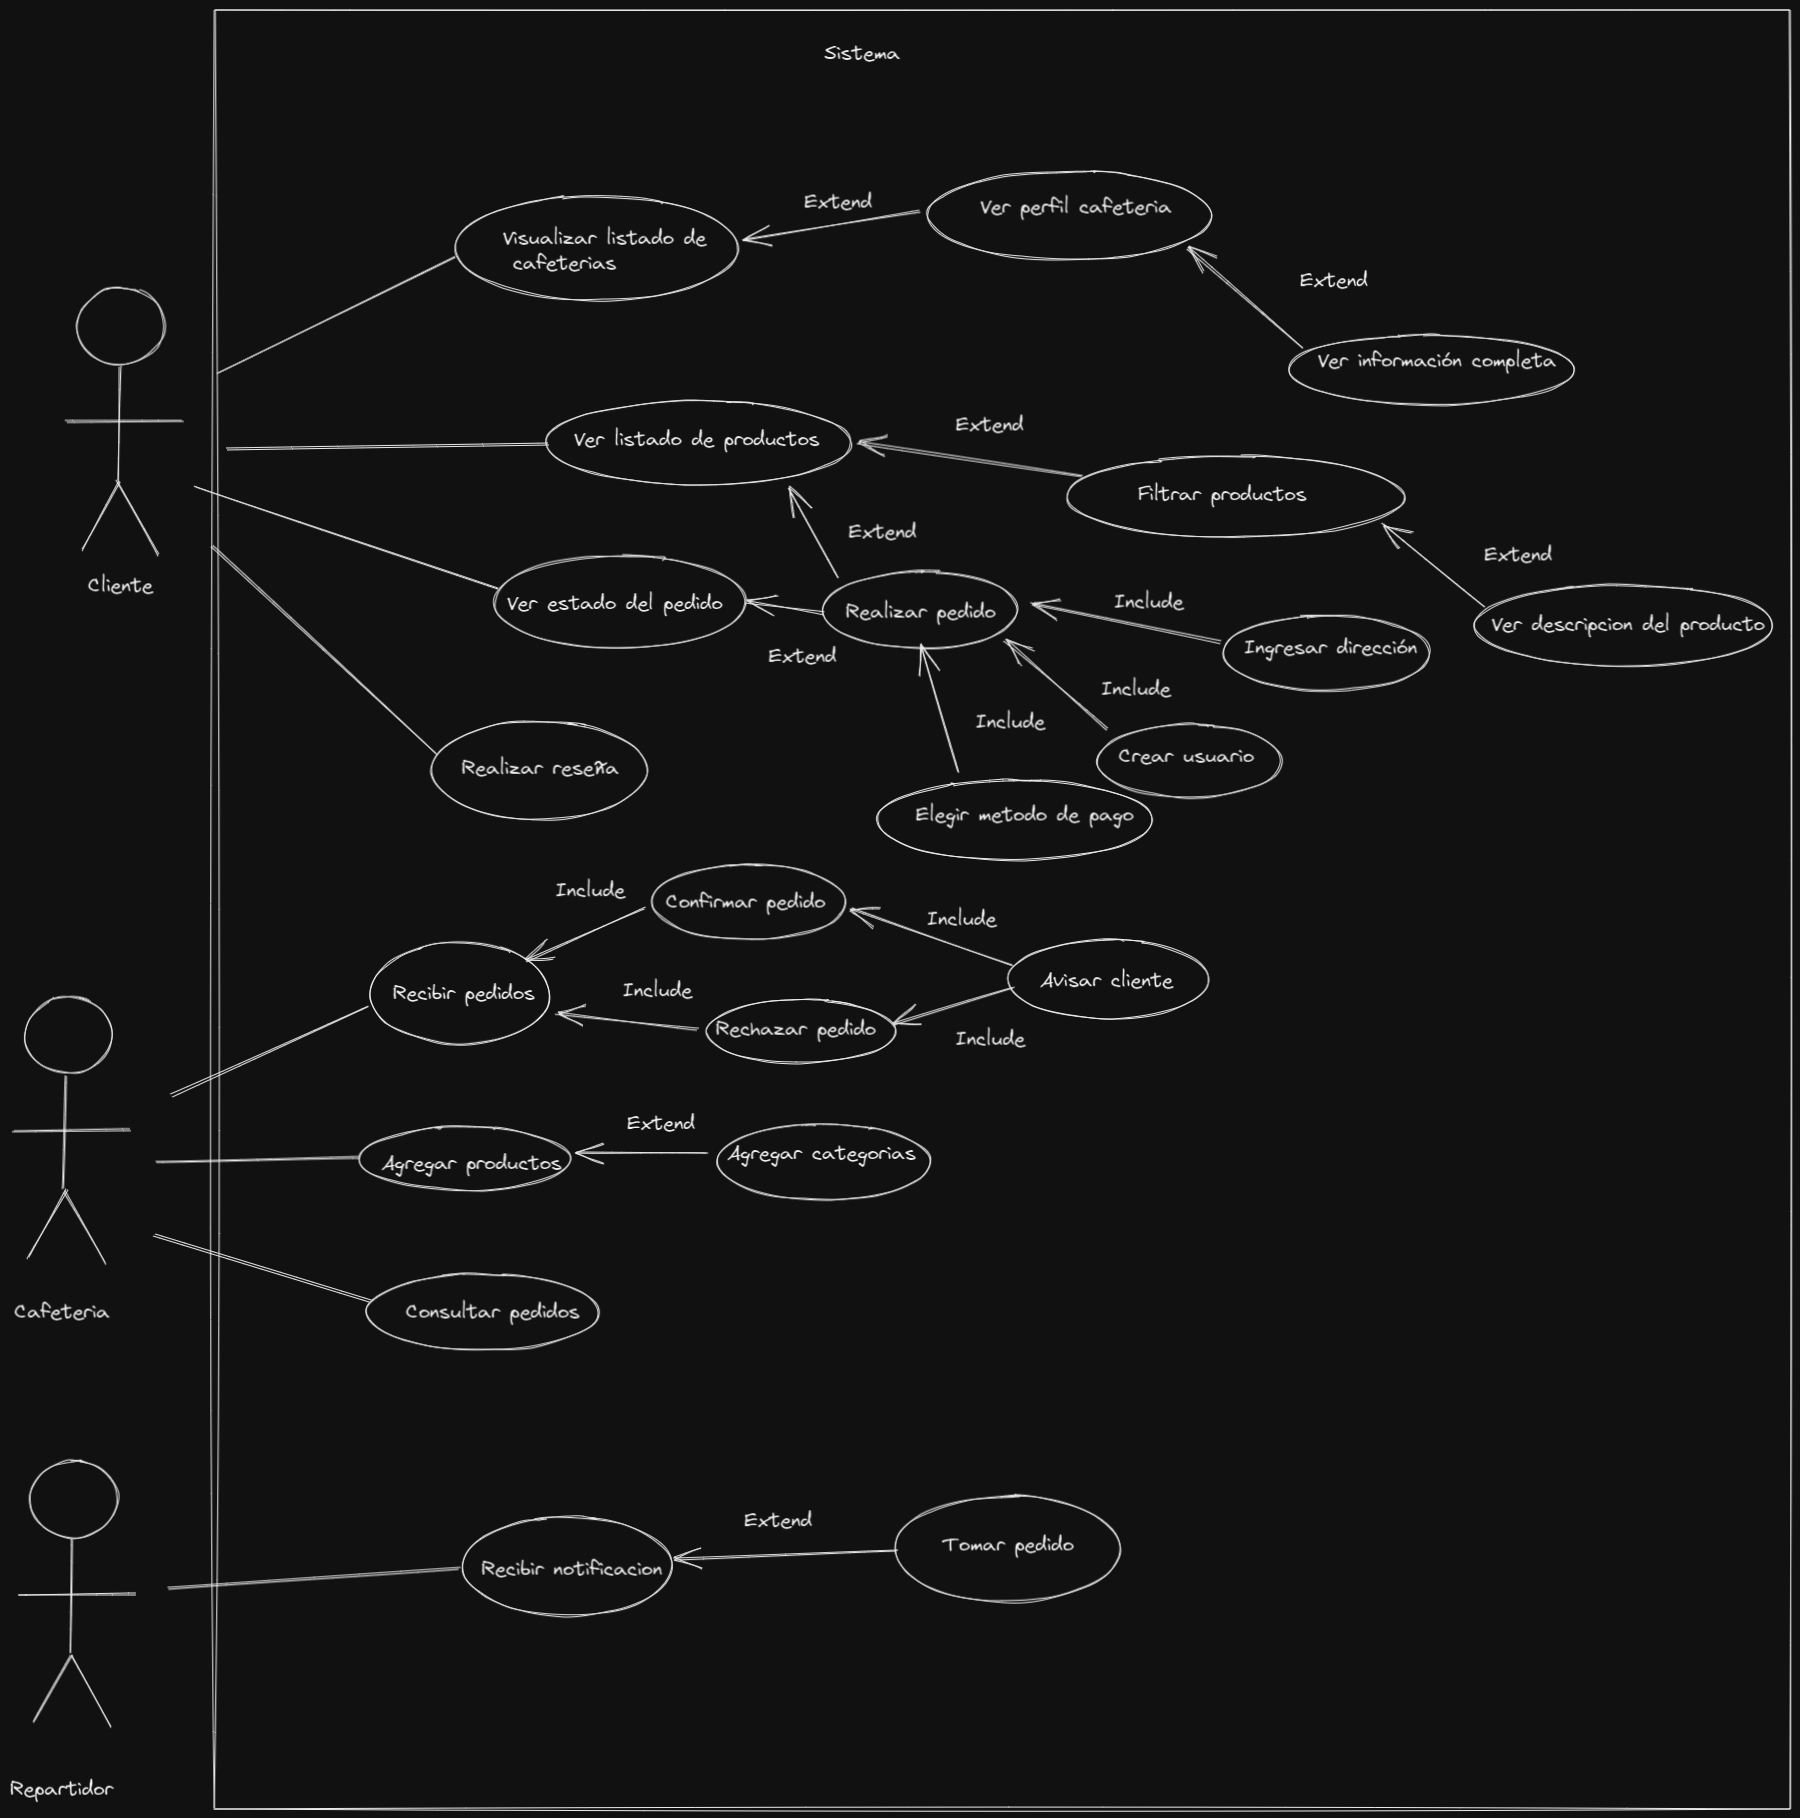 Sistema
Extend
Ver perfil cafeteria
Visualizar listado de
cafeterias
Extend
Ver información completa
Extend
Ver listado de productos
Filtrar productos
Extend
Extend
Cliente
Ver estado del pedido
Realizar pedido
Include
Ver descripcion del producto
Ingresar dirección
Extend
Include
Include
Crear usuario
Realizar reseña
Elegir metodo de pago
Include
Confirmar pedido
Include
Recibir pedidos
Include
Avisar cliente
Rechazar pedido
Include
Extend
Agregar productos
Agregar categorias
Cafeteria
Consultar pedidos
Extend
Tomar pedido
Recibir notificacion
Repartidor